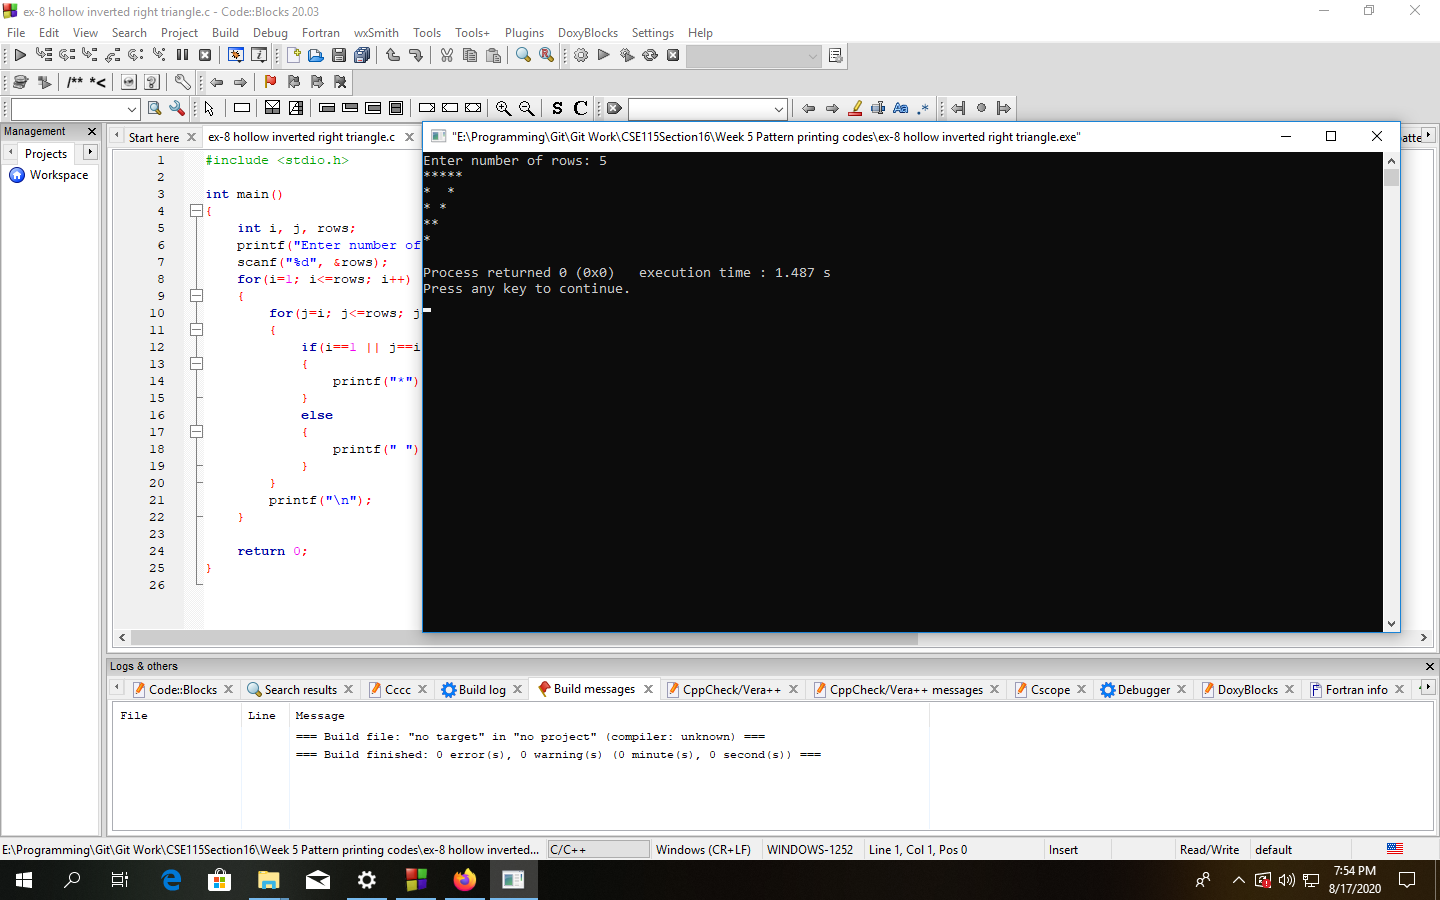 ex-8 hollow inverted right triangle.c - Code::Blocks 20.03
File Edit View Search Project Build Debug Fortran wxSmith Tools Tools+ Plugins DoxyBlocks Settings Help
/** *<
S C
Aa .*
Management
Projects
Workspace
Start here ex-8 hollow inverted right triangle.c
1 #include <stdio.h>
2
3 int main()
4 {
5 int i, j, rows;
6 printf("Enter number of
7 scanf("%d", &rows);
8 for(i=1; i<=rows; i++)
9 {
10 for(j=i; j<=rows; j
11 {
12 if(i==1 || j==i
13 {
14 printf("*")
15 }
16 else
17 {
18 printf(" ")
19 }
20 }
21 printf("\n");
22 }
23
24 return 0;
25 }
26
"E:\Programming\Git\Git Work\CSE115Section16\Week 5 Pattern printing codes\ex-8 hollow inverted right triangle.exe"
Enter number of rows: 5
*****
*  *
* *
**
*
Process returned 0 (0x0)   execution time : 1.487 s
Press any key to continue.
Logs & others
Code::Blocks Search results Cccc Build log Build messages CppCheck/Vera++ CppCheck/Vera++ messages Cscope Debugger DoxyBlocks Fortran info
File Line Message
=== Build file: "no target" in "no project" (compiler: unknown) ===
=== Build finished: 0 error(s), 0 warning(s) (0 minute(s), 0 second(s)) ===
E:\Programming\Git\Git Work\CSE115Section16\Week 5 Pattern printing codes\ex-8 hollow inverted... C/C++ Windows (CR+LF) WINDOWS-1252 Line 1, Col 1, Pos 0 Insert Read/Write default
7:54 PM
8/17/2020